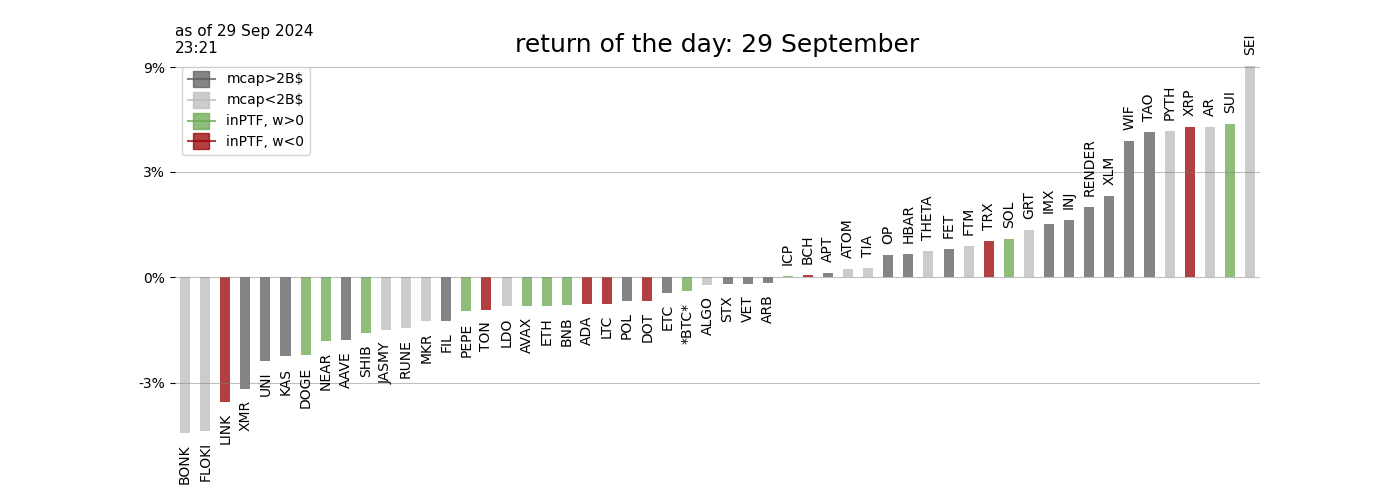 as of 29 Sep 2024
23:21
return of the day: 29 September
mcap>2B$
mcap<2B$
inPTF, w>0
inPTF, w<0
9%
3%
0%
-3%
BONK
FLOKI
LINK
XMR
UNI
KAS
DOGE
NEAR
AAVE
SHIB
JASMY
RUNE
MKR
FIL
PEPE
TON
LDO
AVAX
ETH
BNB
ADA
LTC
POL
DOT
ETC
*BTC*
ALGO
STX
VET
ARB
ICP
BCH
APT
ATOM
TIA
OP
HBAR
THETA
FET
FTM
TRX
SOL
GRT
IMX
INJ
RENDER
XLM
WIF
TAO
PYTH
XRP
AR
SUI
SEI